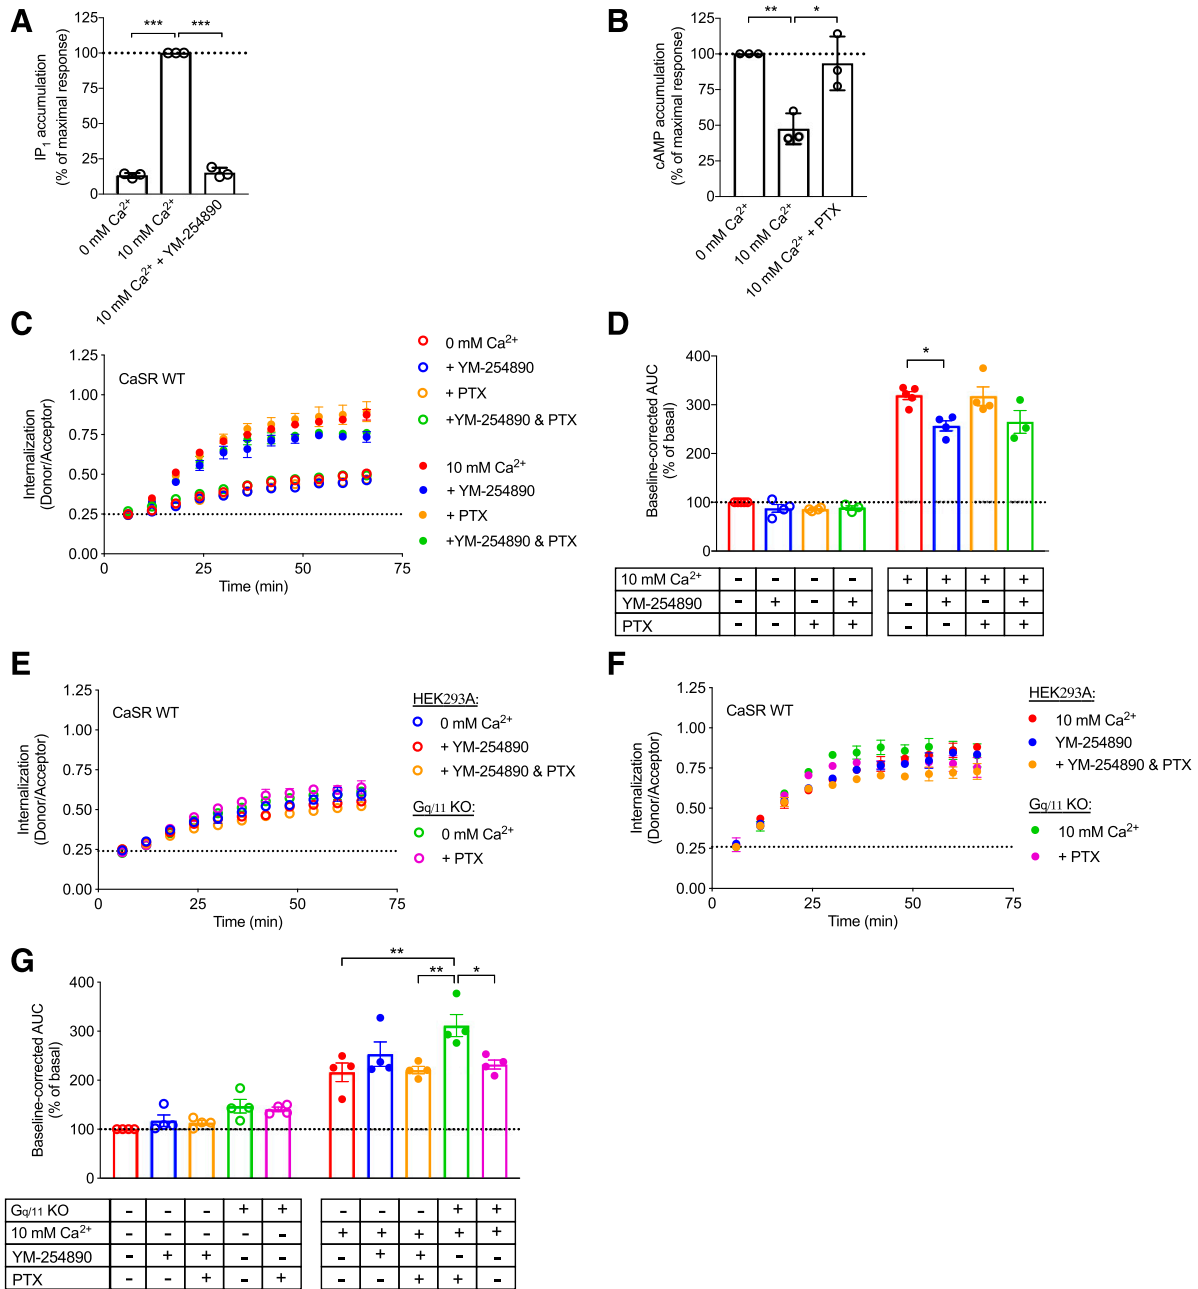 A
IP1 accumulation
(% of maximal response)
125
100
75
50
25
0
*** ***
0 mM Ca2+
10 mM Ca2+
10 mM Ca2+ + YM-254890
B
cAMP accumulation
(% of maximal response)
125
100
75
50
25
0
** *
0 mM Ca2+
10 mM Ca2+
10 mM Ca2+ + PTX
C
CaSR WT
Internalization
(Donor/Acceptor)
1.25
1.00
0.75
0.50
0.25
0.00
0 25 50 75
Time (min)
0 mM Ca2+
+ YM-254890
+ PTX
+YM-254890 & PTX
10 mM Ca2+
+ YM-254890
+ PTX
+YM-254890 & PTX
D
Baseline-corrected AUC
(% of basal)
400
300
200
100
0
*
10 mM Ca2+ - - - - + + + +
YM-254890 - + - + - + - +
PTX - - + + - - + +
E
CaSR WT
Internalization
(Donor/Acceptor)
1.25
1.00
0.75
0.50
0.25
0.00
0 25 50 75
Time (min)
HEK293A:
0 mM Ca2+
+ YM-254890
+ YM-254890 & PTX
Gq/11 KO:
0 mM Ca2+
+ PTX
F
CaSR WT
Internalization
(Donor/Acceptor)
1.25
1.00
0.75
0.50
0.25
0.00
0 25 50 75
Time (min)
HEK293A:
10 mM Ca2+
YM-254890
+ YM-254890 & PTX
Gq/11 KO:
10 mM Ca2+
+ PTX
G
Baseline-corrected AUC
(% of basal)
400
300
200
100
0
**
** *
Gq/11 KO - - - + + - - - + +
10 mM Ca2+ - - - - - + + + + +
YM-254890 - + + - - - + + - -
PTX - - + - + - - + + -